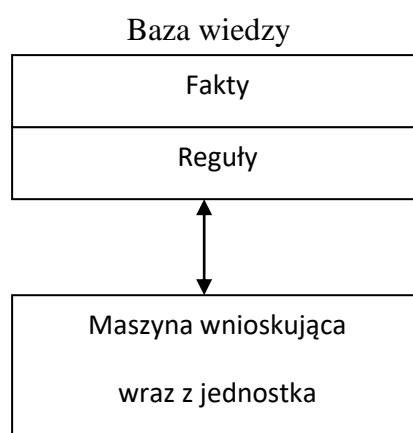 Baza wiedzy
Fakty
Reguły
Maszyna wnioskująca
wraz z jednostka